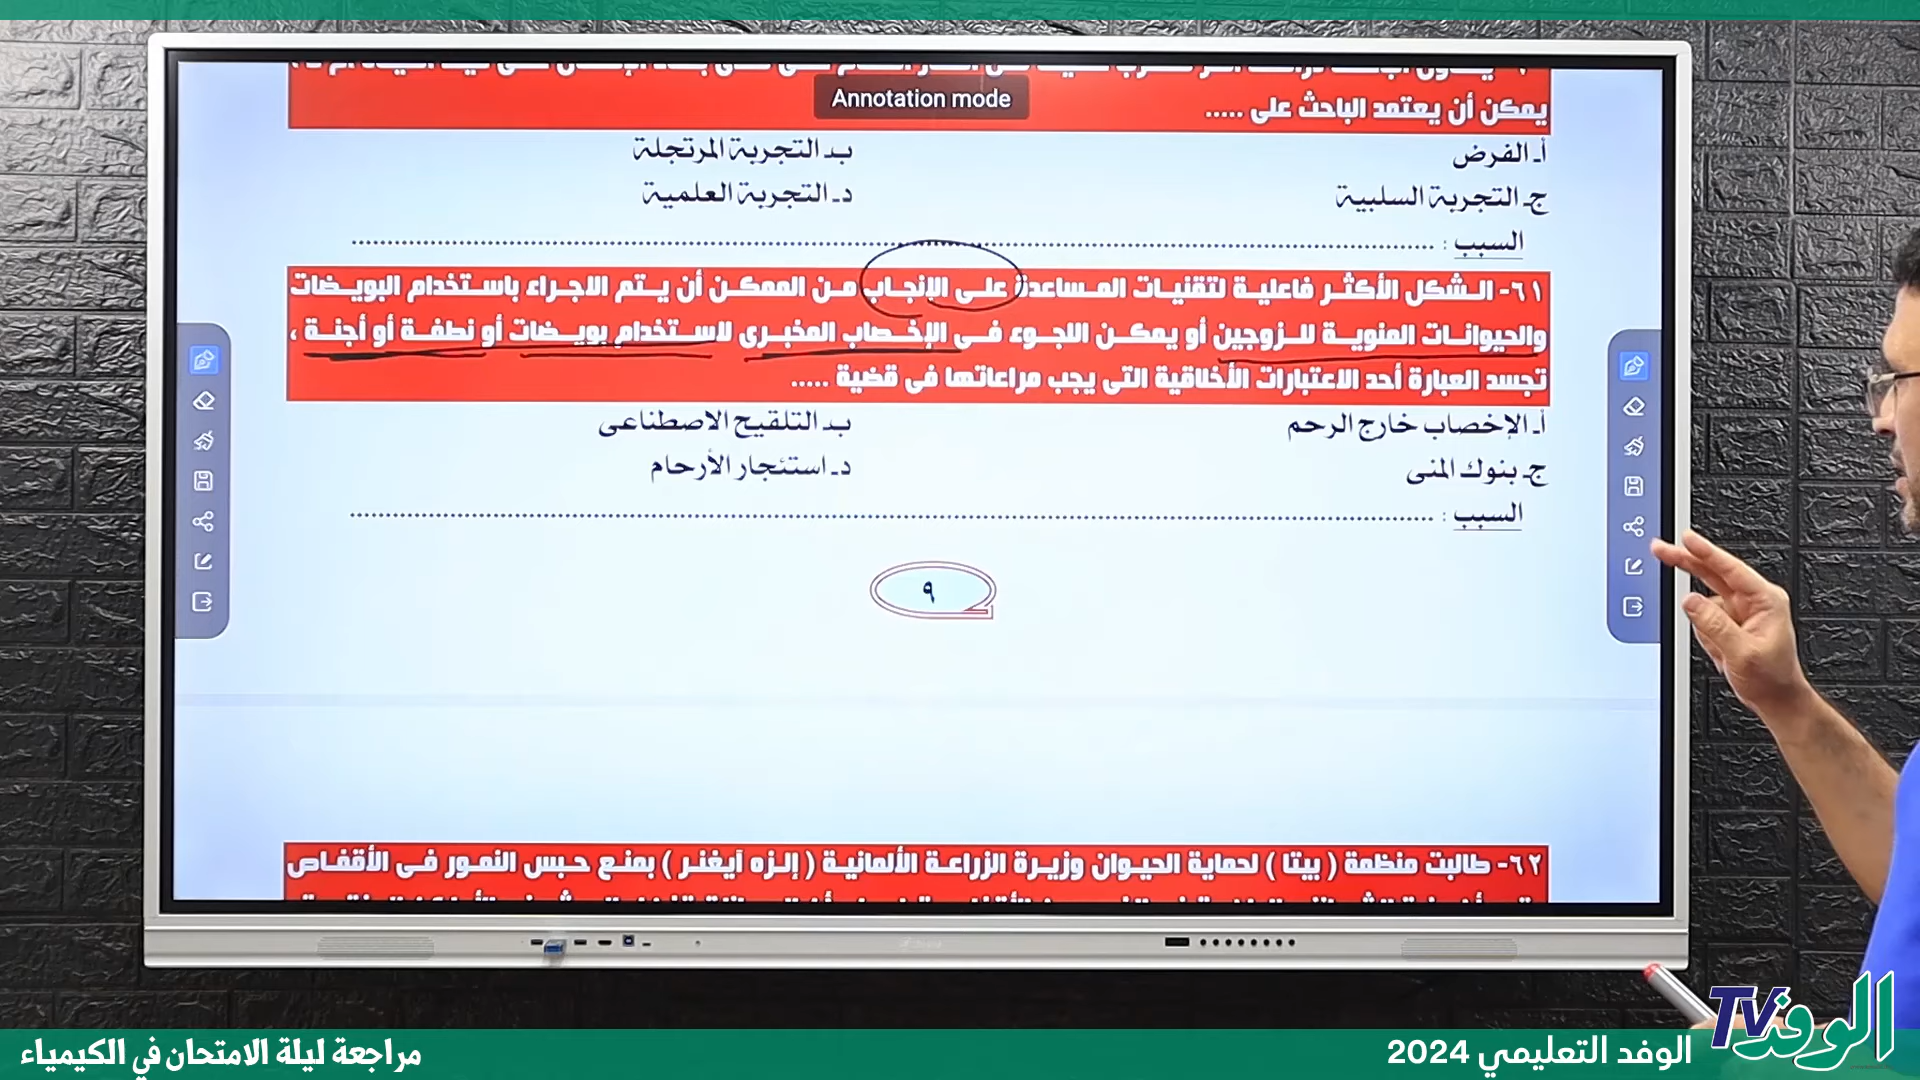 Annotation mode
يمكن أن يعتمد الباحث على .....
أ- الفرض
ب- التجربة المرتجلة
ج- التجربة السلبية
د- التجربة العلمية
السبب :
٦١- الشكل الأكثر فاعلية لتقنيات المساعدة على الإنجاب من الممكن أن يتم الاجراء باستخدام البويضات
والحيوانات المنوية للزوجين أو يمكن اللجوء فى الإخصاب المخبرى لاستخدام بويضات أو نطفة أو أجنة ،
تجسد العبارة أحد الاعتبارات الأخلاقية التى يجب مراعاتها فى قضية .....
أ- الإخصاب خارج الرحم
ب- التلقيح الاصطناعى
ج- بنوك المنى
د- استئجار الأرحام
السبب :
٩
٦٢- طالبت منظمة ( بيتا ) لحماية الحيوان وزيرة الزراعة الألمانية ( إلزه آيغنر ) بمنع حبس النمور فى الأقفاص
الوفد TV
الوفد التعليمي 2024
مراجعة ليلة الامتحان في الكيمياء